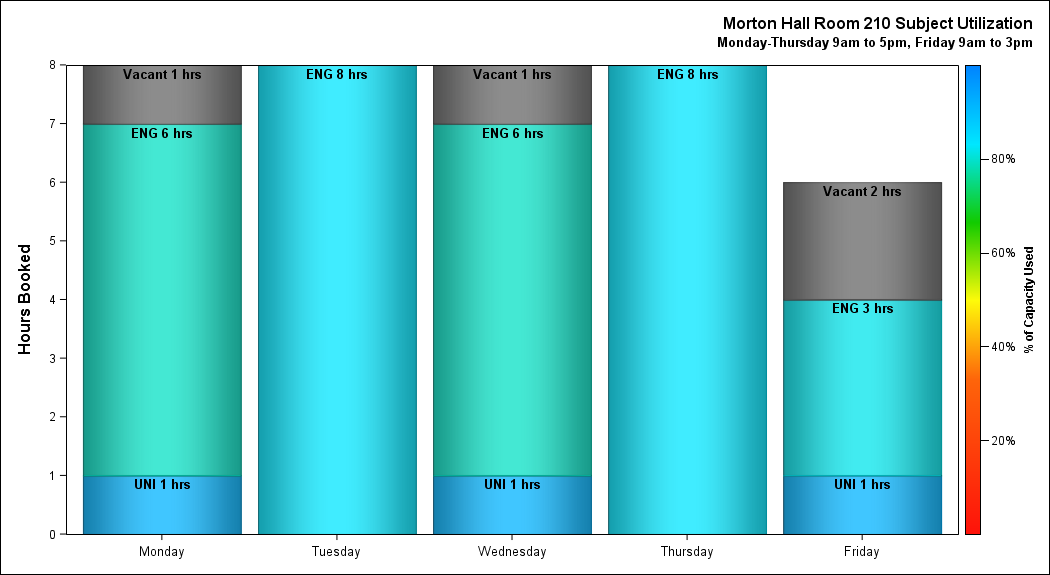 Morton Hall Room 210 Subject Utilization
Monday-Thursday 9am to 5pm, Friday 9am to 3pm
Hours Booked
8
7
6
5
4
3
2
1
0
Vacant 1 hrs
ENG 6 hrs
UNI 1 hrs
ENG 8 hrs
Vacant 1 hrs
ENG 6 hrs
UNI 1 hrs
ENG 8 hrs
Vacant 2 hrs
ENG 3 hrs
UNI 1 hrs
Monday Tuesday Wednesday Thursday Friday
80%
60%
40%
20%
% of Capacity Used